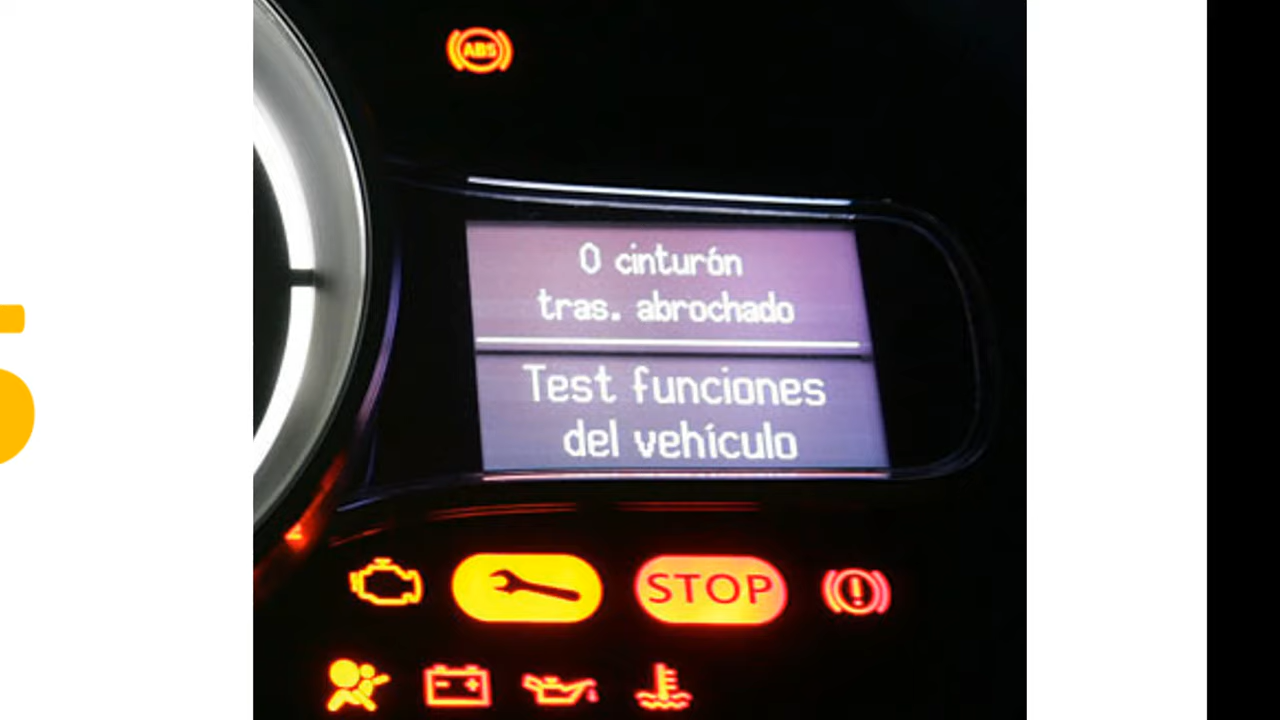 ABS
0 cinturón
tras. abrochado
Test funciones
del vehículo
STOP